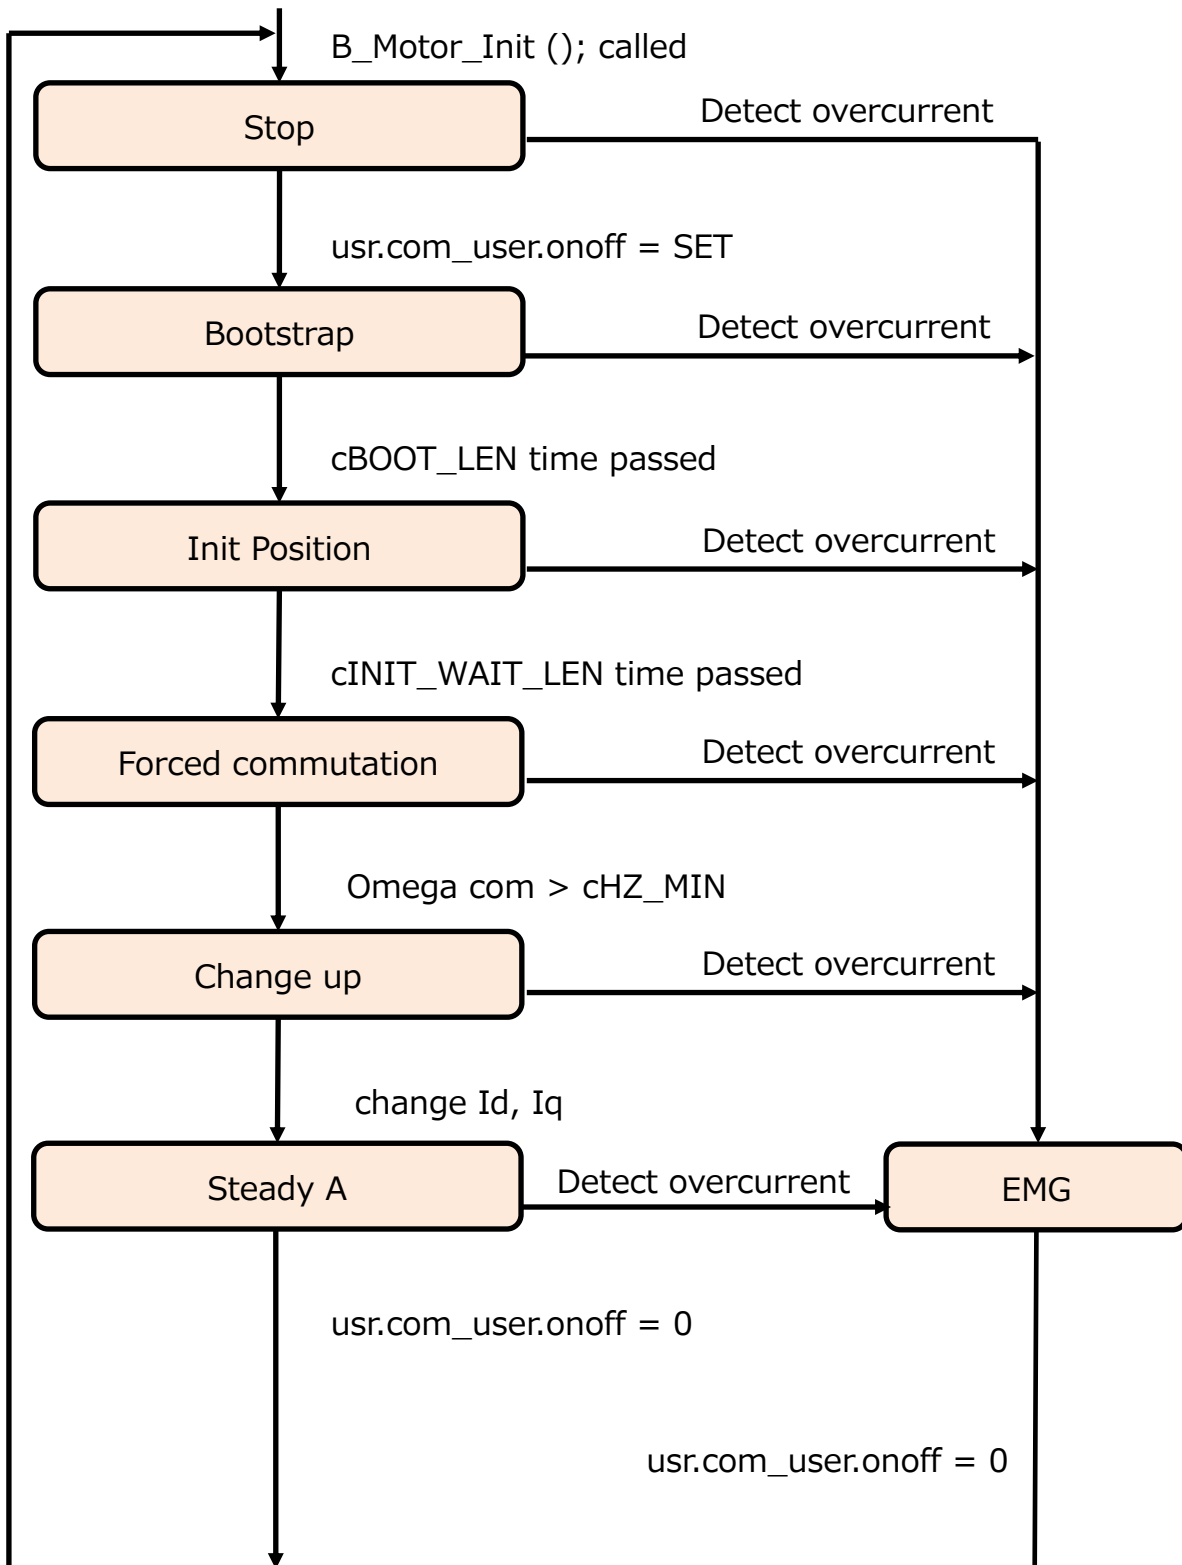 B_Motor_Init (); called
Stop
Detect overcurrent
usr.com_user.onoff = SET
Bootstrap
Detect overcurrent
cBOOT_LEN time passed
Init Position
Detect overcurrent
cINIT_WAIT_LEN time passed
Forced commutation
Detect overcurrent
Omega com > cHZ_MIN
Change up
Detect overcurrent
change Id, Iq
Steady A
Detect overcurrent
EMG
usr.com_user.onoff = 0
usr.com_user.onoff = 0